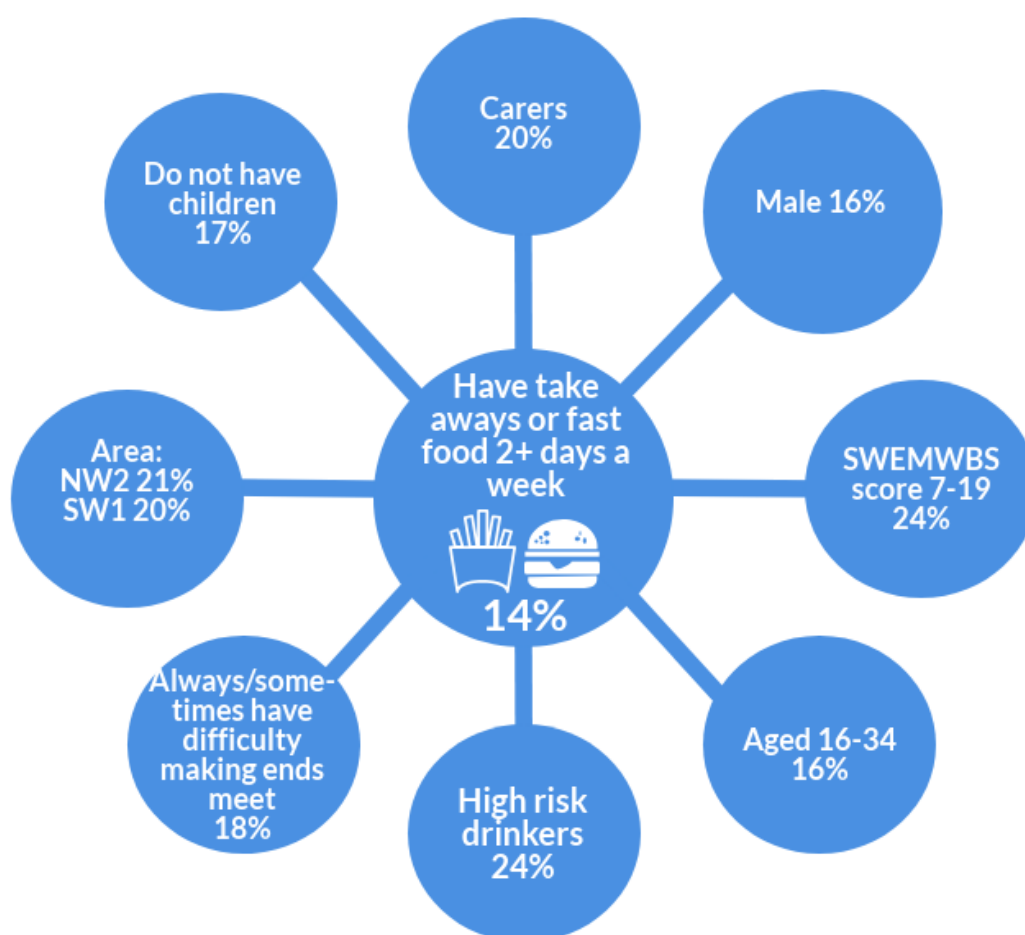 Carers
20%
Do not have
children
17%
Male 16%
Have take
aways or fast
food 2+ days a
week
14%
Area:
NW2 21%
SW1 20%
SWEMWBS
score 7-19
24%
Always/some-
times have
difficulty
making ends
meet
18%
High risk
drinkers
24%
Aged 16-34
16%